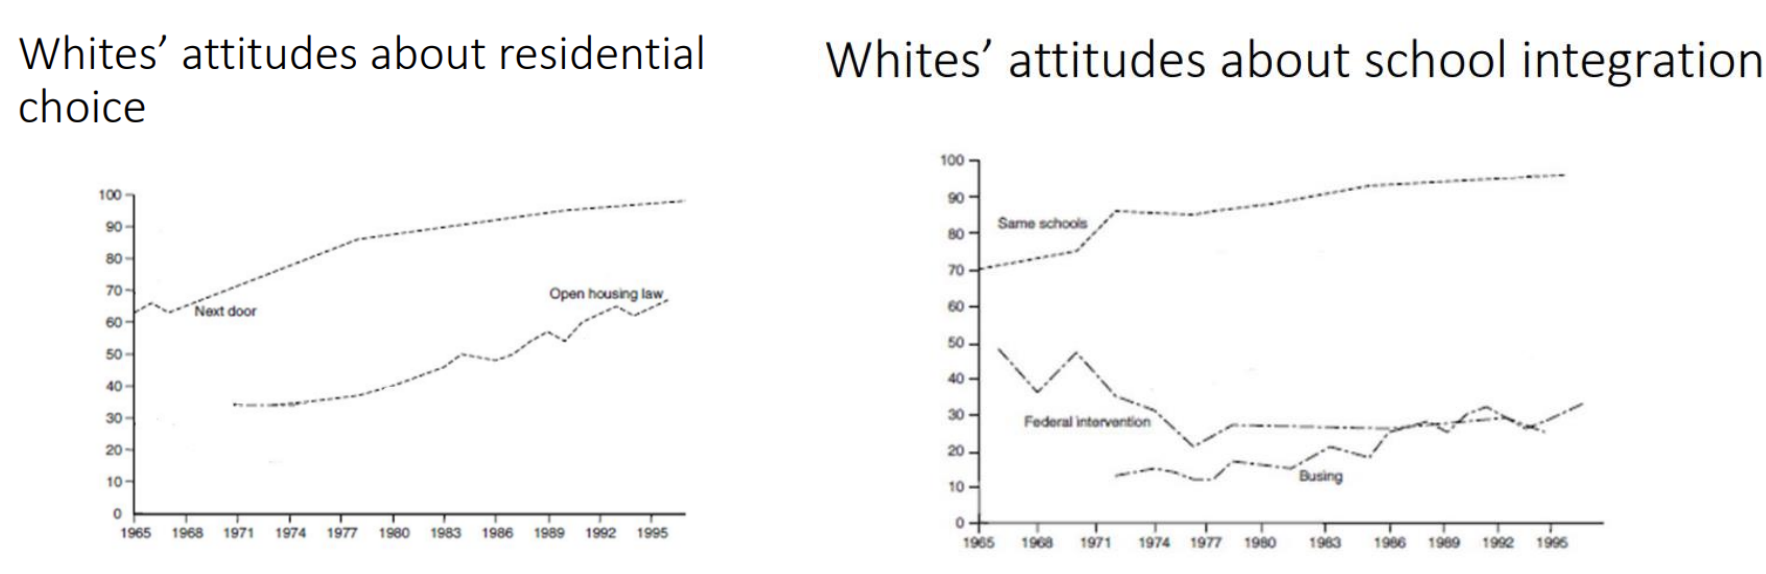 Whites’ attitudes about residential
choice
100
90
80
70
60
50
40
30
20
10
0
Next door
Open housing law
1965 1968 1971 1974 1977 1980 1983 1986 1989 1992 1995
Whites’ attitudes about school integration
100
90
80
70
60
50
40
30
20
10
0
Same schools
Federal intervention
Busing
1965 1968 1971 1974 1977 1980 1983 1986 1989 1992 1995